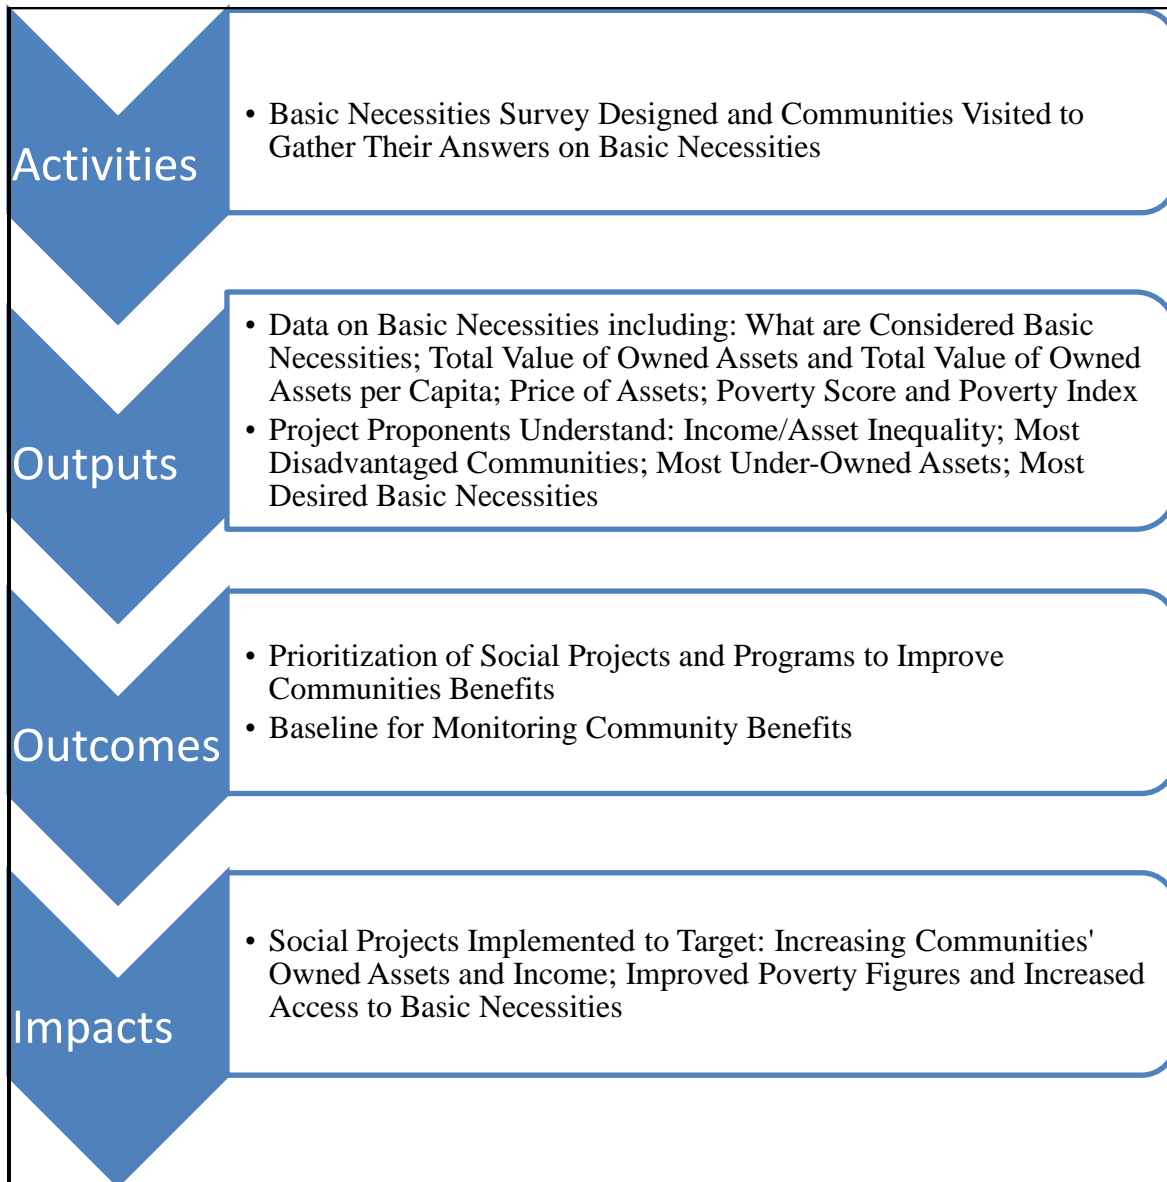 Activities
• Basic Necessities Survey Designed and Communities Visited to
Gather Their Answers on Basic Necessities
Outputs
• Data on Basic Necessities including: What are Considered Basic
Necessities; Total Value of Owned Assets and Total Value of Owned
Assets per Capita; Price of Assets; Poverty Score and Poverty Index
• Project Proponents Understand: Income/Asset Inequality; Most
Disadvantaged Communities; Most Under-Owned Assets; Most
Desired Basic Necessities
Outcomes
• Prioritization of Social Projects and Programs to Improve
Communities Benefits
• Baseline for Monitoring Community Benefits
Impacts
• Social Projects Implemented to Target: Increasing Communities'
Owned Assets and Income; Improved Poverty Figures and Increased
Access to Basic Necessities